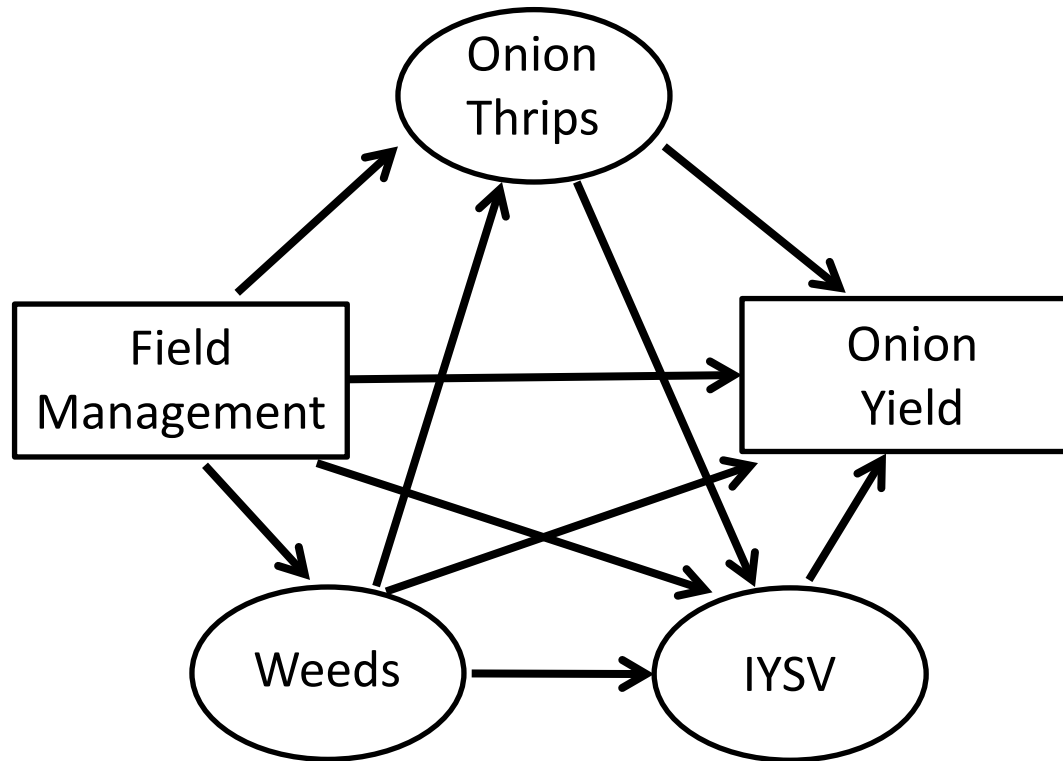 Onion
Thrips
Field
Management
Onion
Yield
Weeds
IYSV